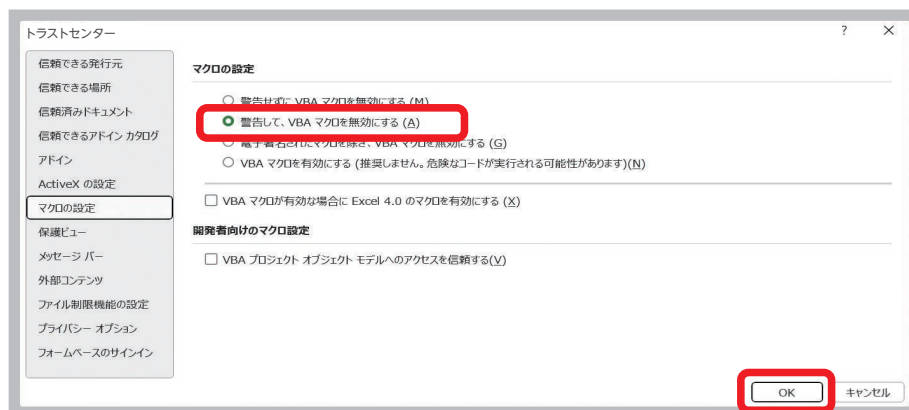 トラストセンター
? ×
信頼できる発行元
信頼できる場所
信頼済みドキュメント
信頼できるアドイン カタログ
アドイン
ActiveX の設定
マクロの設定
保護ビュー
メッセージ バー
外部コンテンツ
ファイル制限機能の設定
プライバシー オプション
フォームベースのサインイン
マクロの設定
警告せずに VBA マクロを無効にする (M)
警告して、VBA マクロを無効にする (A)
電子署名されたマクロを除き、VBA マクロを無効にする (G)
VBA マクロを有効にする (推奨しません。危険なコードが実行される可能性があります)(N)
VBA マクロが有効な場合に Excel 4.0 のマクロを有効にする (X)
開発者向けのマクロ設定
VBA プロジェクト オブジェクト モデルへのアクセスを信頼する(V)
OK
キャンセル